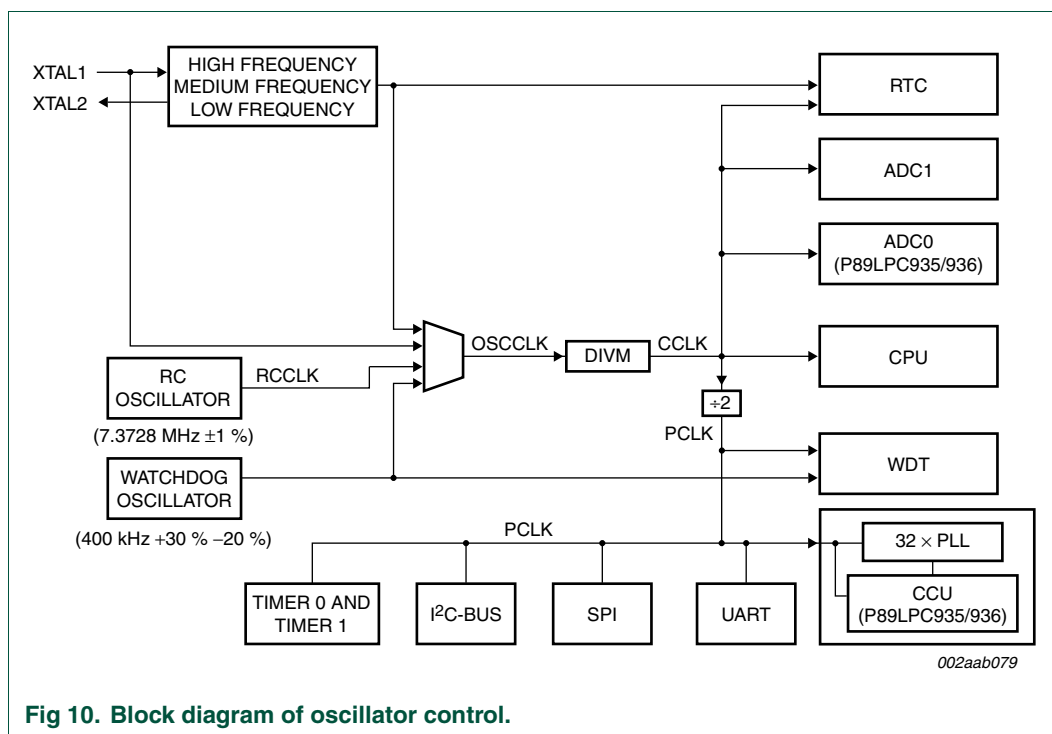 XTAL1
XTAL2
HIGH FREQUENCY
MEDIUM FREQUENCY
LOW FREQUENCY
RTC
ADC1
ADC0
(P89LPC935/936)
OSCCLK
DIVM
CCLK
CPU
RC
OSCILLATOR
RCCLK
(7.3728 MHz ±1 %)
÷2
PCLK
WATCHDOG
OSCILLATOR
WDT
(400 kHz +30 % −20 %)
PCLK
32 × PLL
CCU
(P89LPC935/936)
TIMER 0 AND
TIMER 1
I²C-BUS
SPI
UART
002aab079
Fig 10. Block diagram of oscillator control.